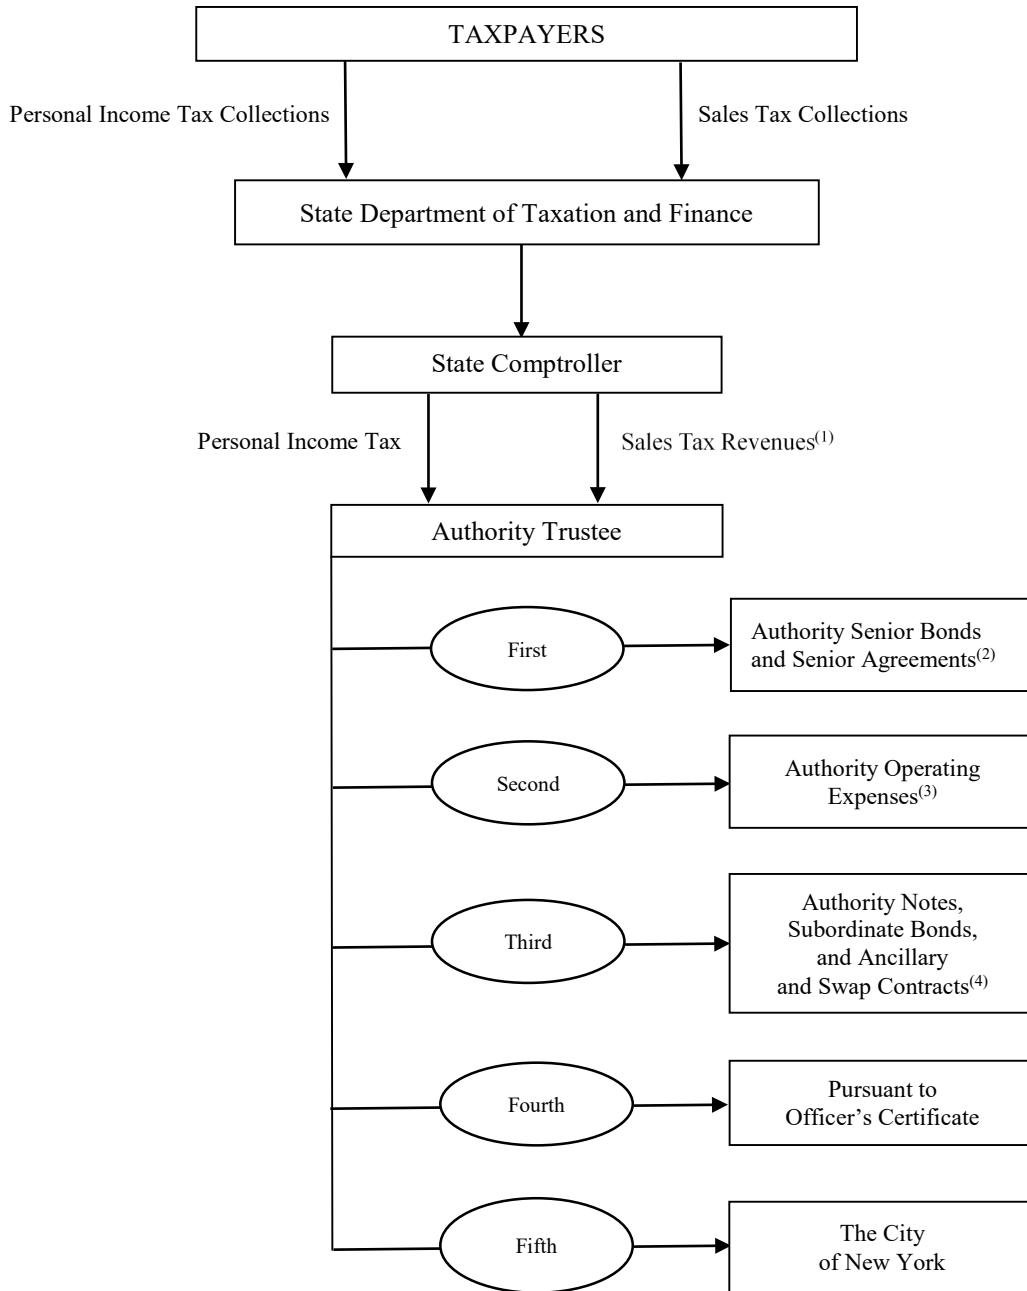 TAXPAYERS
Personal Income Tax Collections
Sales Tax Collections
State Department of Taxation and Finance
State Comptroller
Personal Income Tax
Sales Tax Revenues(1)
Authority Trustee
First
Authority Senior Bonds
and Senior Agreements(2)
Second
Authority Operating
Expenses(3)
Third
Authority Notes,
Subordinate Bonds,
and Ancillary
and Swap Contracts(4)
Fourth
Pursuant to
Officer’s Certificate
Fifth
The City
of New York